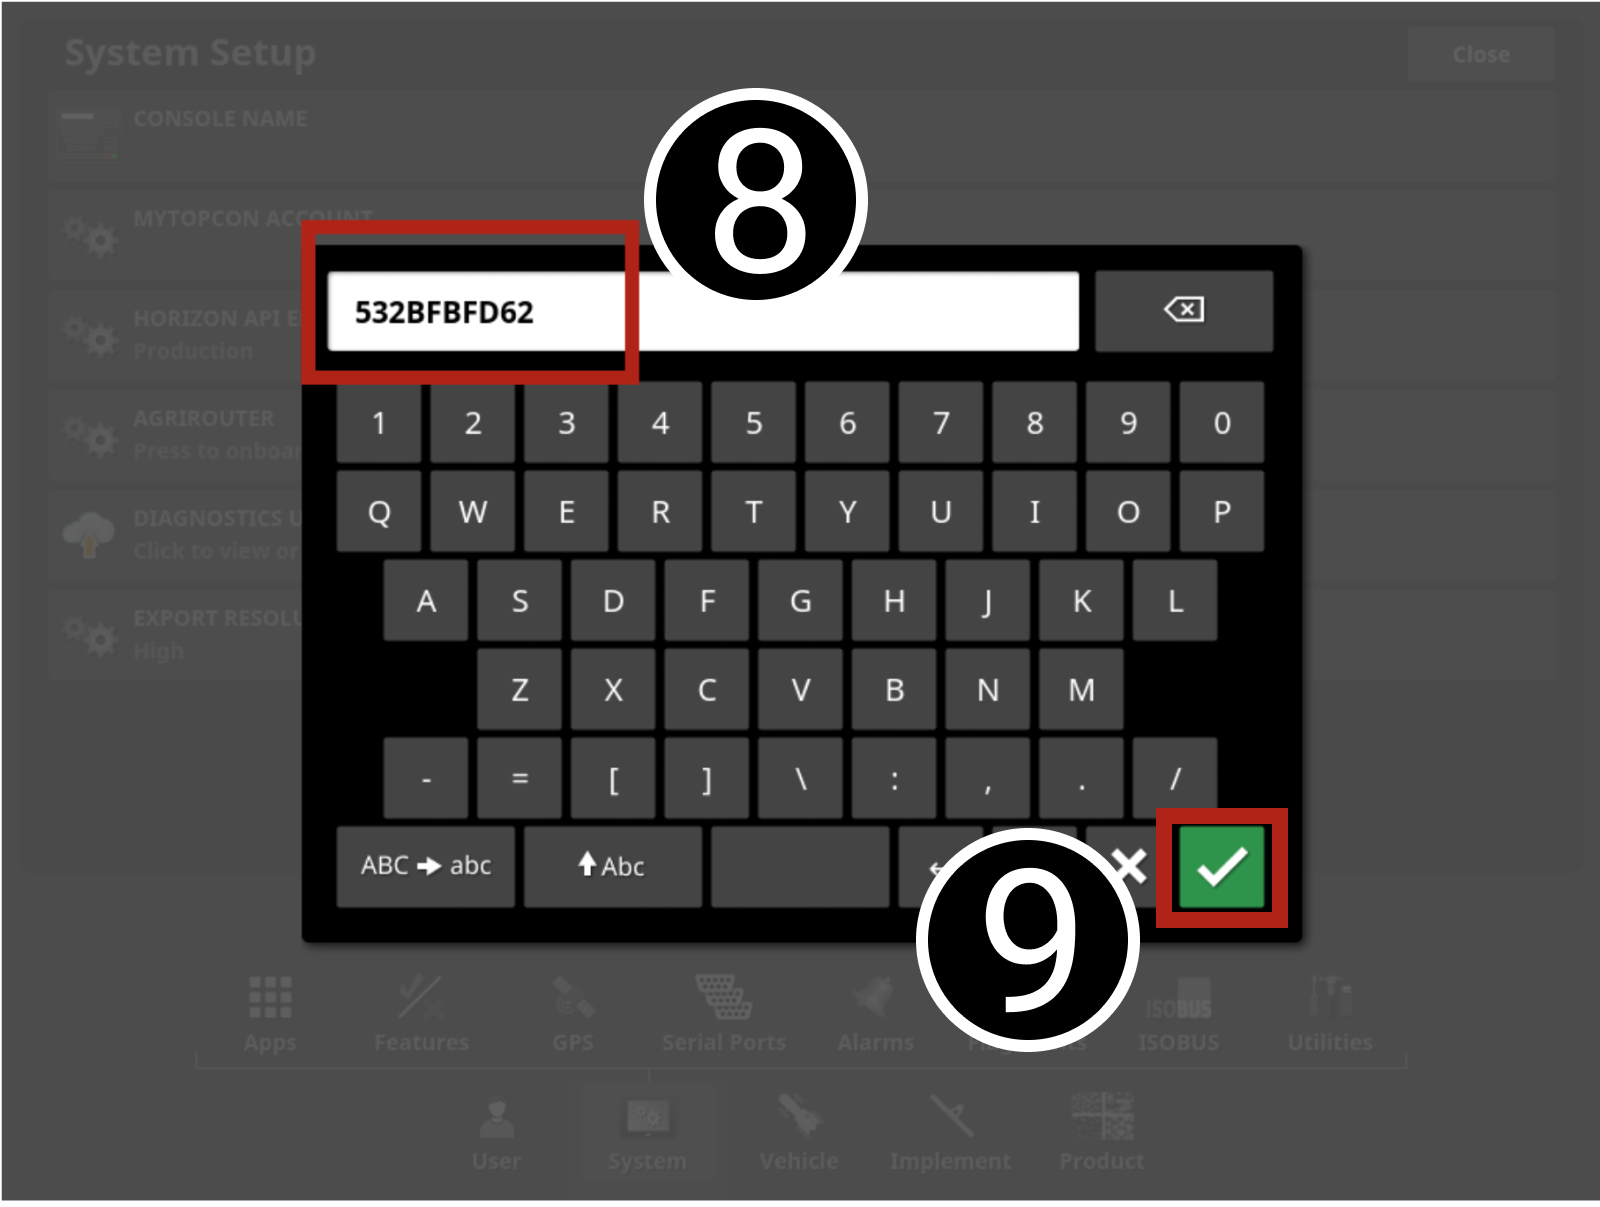 System Setup
Close
CONSOLE NAME
MYTOPCON ACCOUNT
8
532BFBFD62
HORIZON API E
Production
1 2 3 4 5 6 7 8 9 0
AGRIROUTER
Press to onboar
Q W E R T Y U I O P
DIAGNOSTICS U
Click to view or
A S D F G H J K L
EXPORT RESOLU
High
Z X C V B N M
- = [ ] \ : , . /
ABC → abc
Abc
9
Apps
Features
GPS
Serial Ports
Alarms
ISOBUS
ISOBUS
Utilities
User
System
Vehicle
Implement
Product